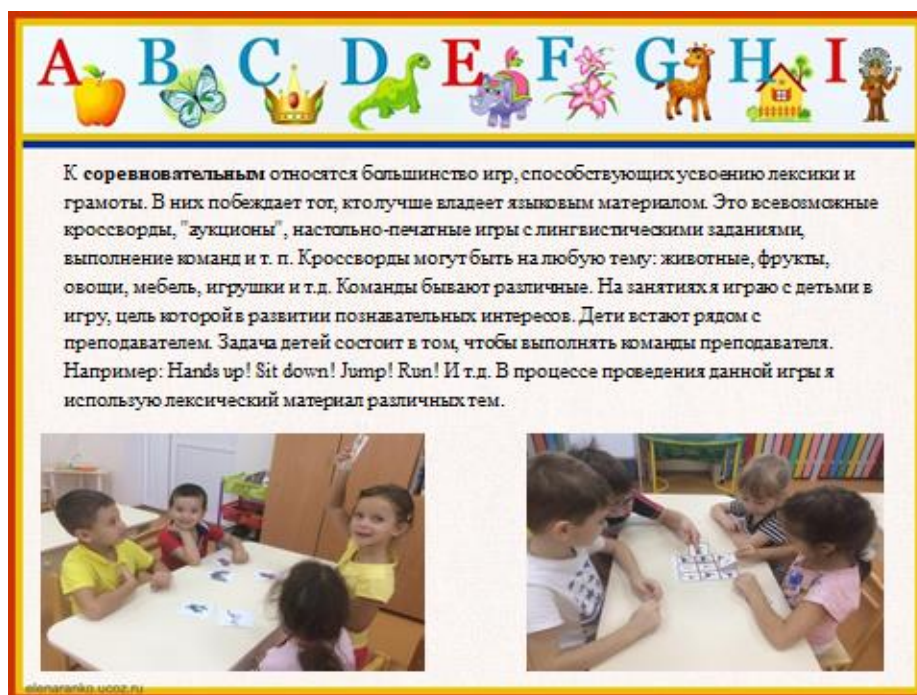 A B C D E F G H I
К соревновательным относятся большинство игр, способствующих усвоению лексики и
грамоты. В них побеждает тот, кто лучше владеет языковым материалом. Это всевозможные
кроссворды, "аукционы", настольно-печатные игры с лингвистическими заданиями,
выполнение команд и т. п. Кроссворды могут быть на любую тему: животные, фрукты,
овощи, мебель, игрушки и т.д. Команды бывают различные. На занятиях я играю с детьми в
игру, цель которой в развитии познавательных интересов. Дети встают рядом с
преподавателем. Задача детей состоит в том, чтобы выполнять команды преподавателя.
Например: Hands up! Sit down! Jump! Run! И т.д. В процессе проведения данной игры я
использую лексический материал различных тем.
elenaranko.ucoz.ru